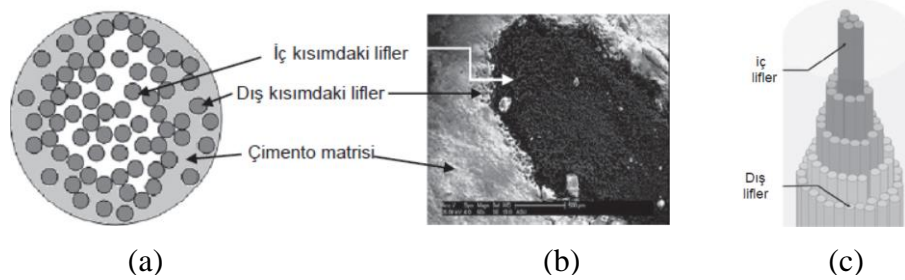 İç kısımdaki lifler
Dış kısımdaki lifler
Çimento matrisi
iç
lifler
Dış
lifler
(a)
(b)
(c)